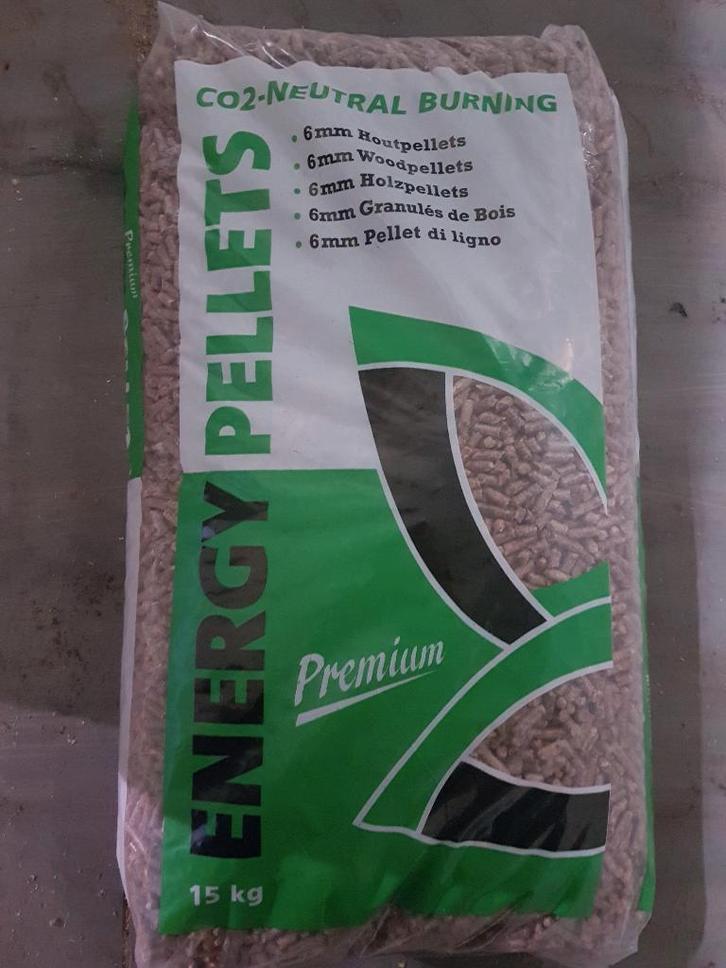 CO2-NEUTRAL BURNING
• 6mm Houtpellets
• 6mm Woodpellets
• 6mm Holzpellets
• 6mm Granulés de Bois
• 6mm Pellet di ligno
ENERGY PELLETS
Premium
15 kg
Premium